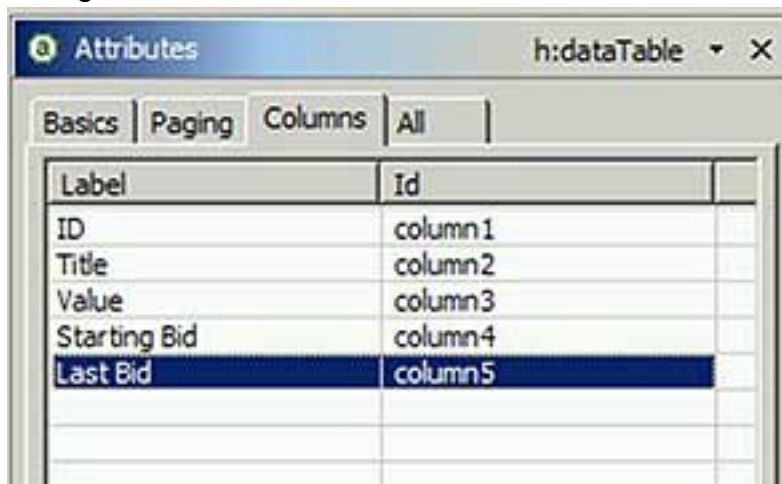 Attributes h:dataTable
Basics Paging Columns All
Label Id
ID column1
Title column2
Value column3
Starting Bid column4
Last Bid column5